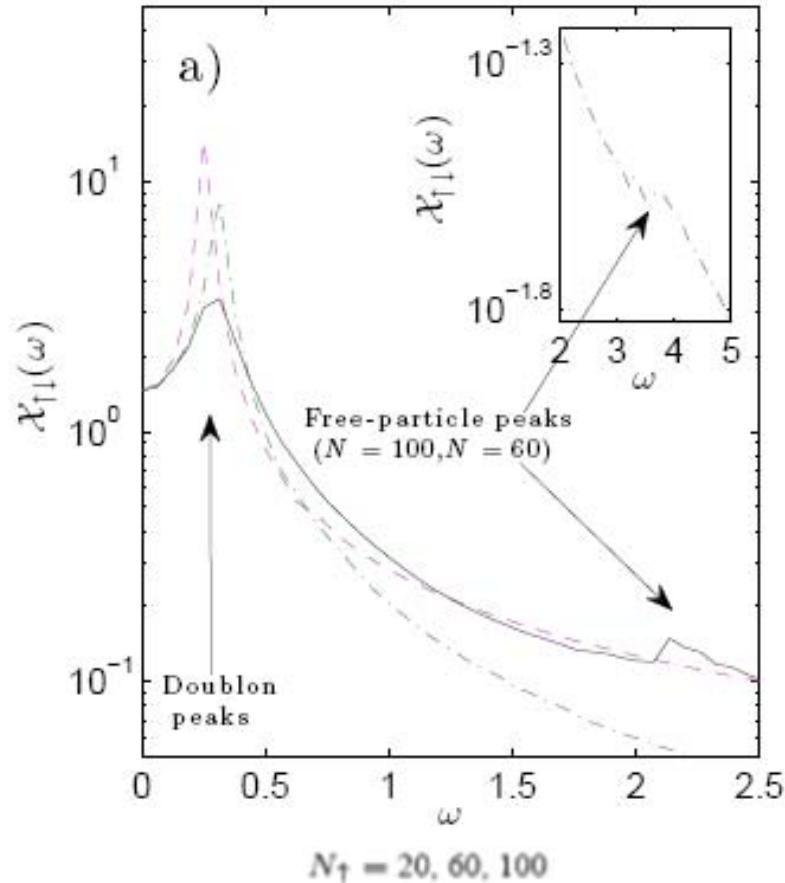 a)
10^{-1.3}
𝒳↑↓(ω)
10^{-1.8}
2 3 4 5
ω
10^1
10^0
10^{-1}
𝒳↑↓(ω)
Free-particle peaks
(N = 100,N = 60)
Doublon
peaks
0 0.5 1 1.5 2 2.5
ω
N↑ = 20, 60, 100